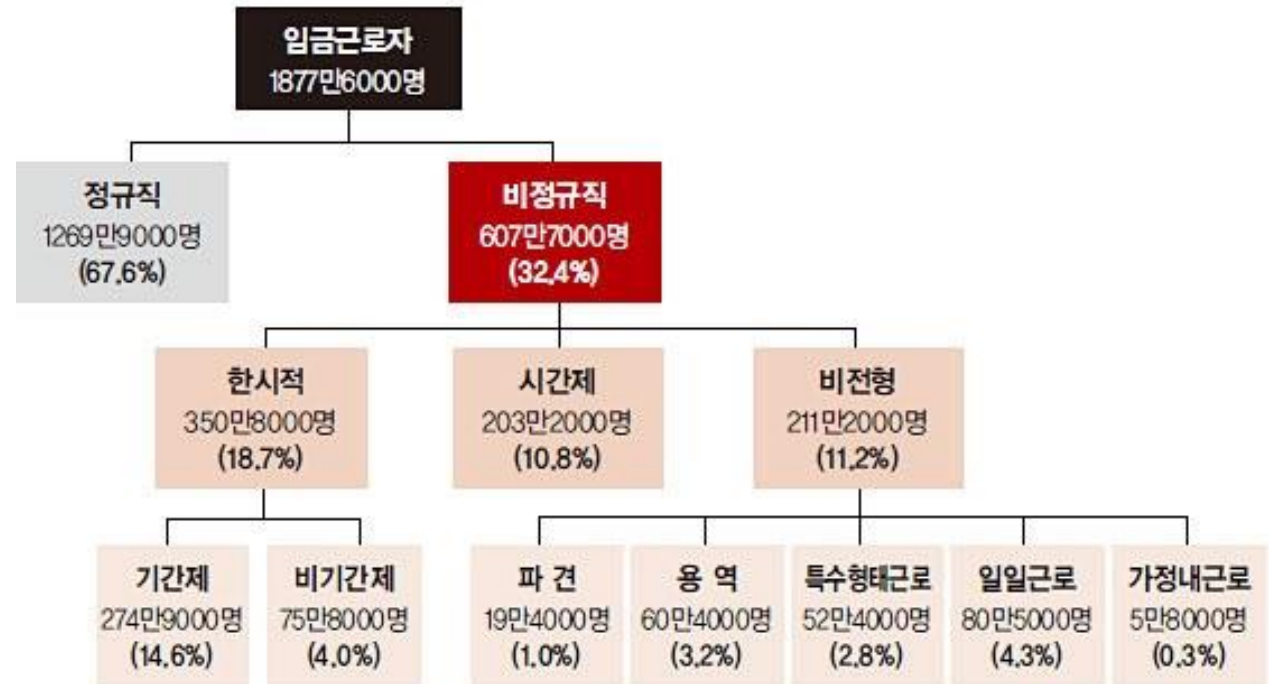 임금근로자
1877만6000명
정규직
1269만9000명
(67.6%)
비정규직
607만7000명
(32.4%)
한시적
350만8000명
(18.7%)
시간제
203만2000명
(10.8%)
비전형
211만2000명
(11.2%)
기간제
274만9000명
(14.6%)
비기간제
75만8000명
(4.0%)
파 견
19만4000명
(1.0%)
용 역
60만4000명
(3.2%)
특수형태근로
52만4000명
(2.8%)
일일근로
80만5000명
(4.3%)
가정내근로
5만8000명
(0.3%)